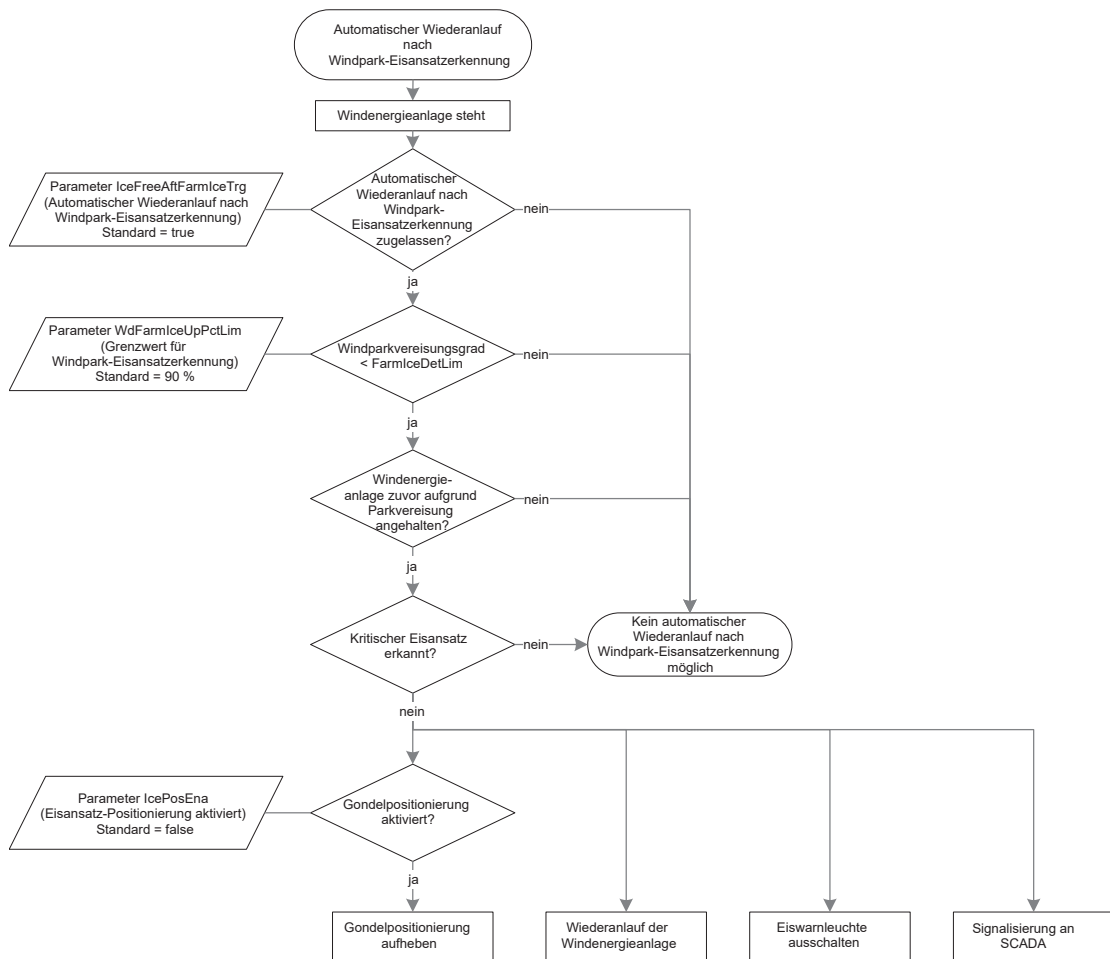 Automatischer Wiederanlauf
nach
Windpark-Eisansatzerkennung
Windenergieanlage steht
Parameter IceFreeAftFarmIceTrg
(Automatischer Wiederanlauf nach
Windpark-Eisansatzerkennung)
Standard = true
Automatischer
Wiederanlauf nach
Windpark-
Eisansatzerkennung
zugelassen?
nein
ja
Parameter WdFarmIceUpPctLim
(Grenzwert für
Windpark-Eisansatzerkennung)
Standard = 90 %
Windparkvereisungsgrad
< FarmIceDetLim
nein
ja
Windenergie-
anlage zuvor aufgrund
Parkvereisung
angehalten?
nein
ja
Kritischer Eisansatz
erkannt?
nein
Kein automatischer
Wiederanlauf nach
Windpark-Eisansatzerkennung
möglich
nein
Parameter IcePosEna
(Eisansatz-Positionierung aktiviert)
Standard = false
Gondelpositionierung
aktiviert?
ja
Gondelpositionierung
aufheben
Wiederanlauf der
Windenergieanlage
Eiswarnleuchte
ausschalten
Signalisierung an
SCADA